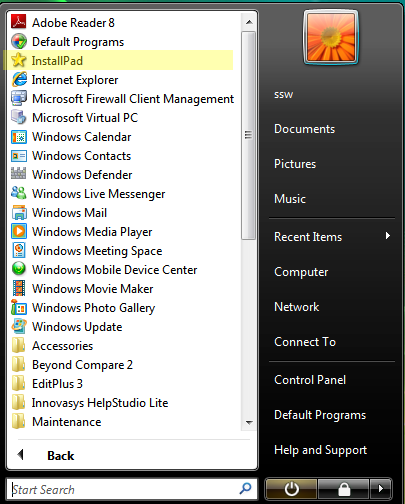 Adobe Reader 8
Default Programs
InstallPad
Internet Explorer
Microsoft Firewall Client Management
Microsoft Virtual PC
Windows Calendar
Windows Contacts
Windows Defender
Windows Live Messenger
Windows Mail
Windows Media Player
Windows Meeting Space
Windows Mobile Device Center
Windows Movie Maker
Windows Photo Gallery
Windows Update
Accessories
Beyond Compare 2
EditPlus 3
Innovasys HelpStudio Lite
Maintenance
Back
Start Search
ssw
Documents
Pictures
Music
Recent Items
Computer
Network
Connect To
Control Panel
Default Programs
Help and Support